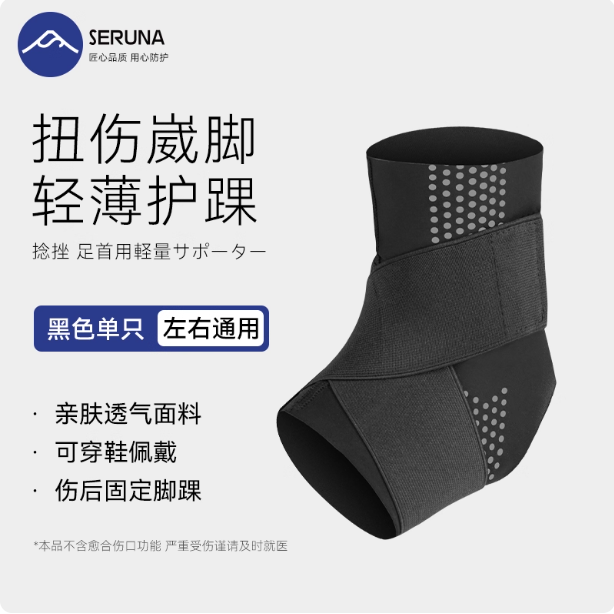 SERUNA
匠心品质 用心防护
扭伤崴脚
轻薄护踝
捻挫 足首用軽量サポーター
黑色单只 左右通用
· 亲肤透气面料
· 可穿鞋佩戴
· 伤后固定脚踝
*本品不含愈合伤口功能 严重受伤谨请及时就医